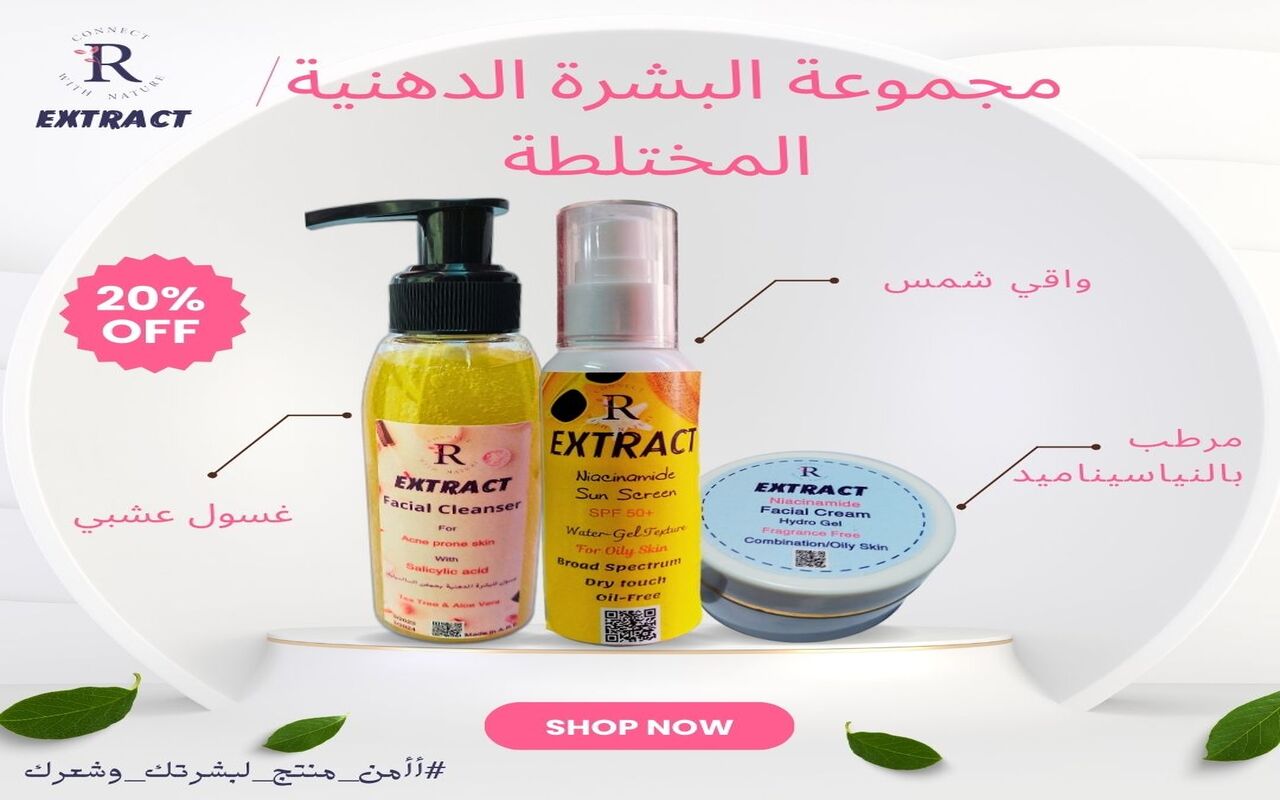 CONNECT
R
WITH NATURE
EXTRACT
مجموعة البشرة الدهنية/
المختلطة
20%
OFF
واقي شمس
مرطب
بالنياسيناميد
غسول عشبي
R
EXTRACT
Facial Cleanser
For
Acne prone skin
With
Salicylic acid
Tea Tree & Aloe Vera
Made in A.R.E
CONNECT
R
EXTRACT
Niacinamide
Sun Screen
SPF 50+
Water-Gel Texture
For Oily Skin
Broad Spectrum
Dry touch
Oil-Free
R
EXTRACT
Niacinamide
Facial Cream
Hydro Gel
Fragrance Free
Combination/Oily Skin
SHOP NOW
#أأمن_منتج_لبشرتك_وشعرك